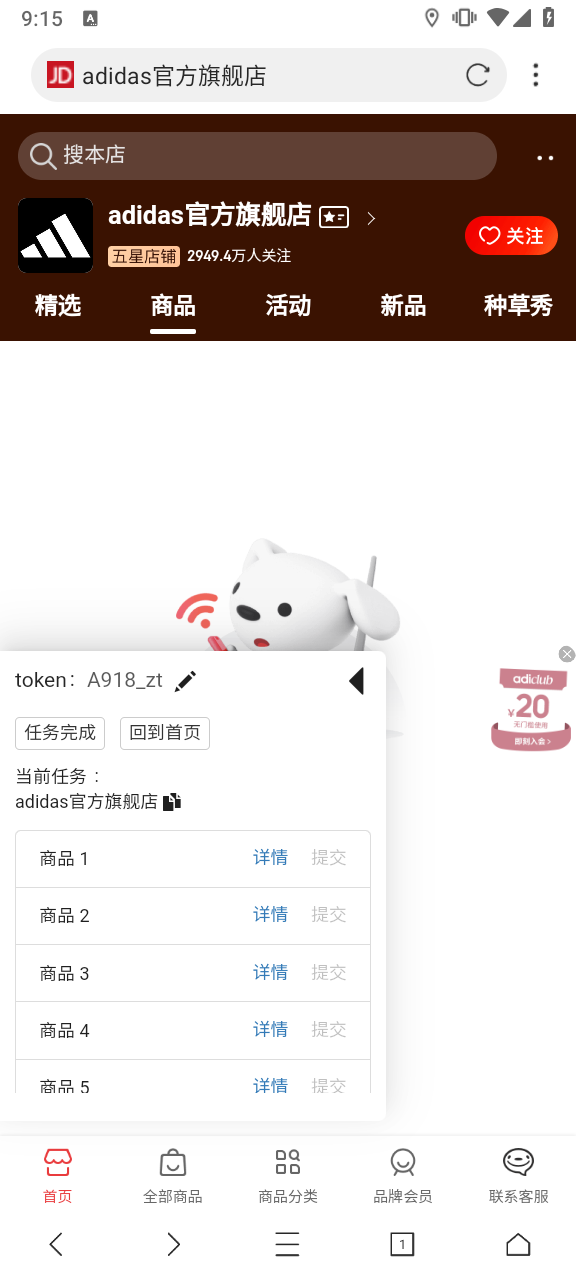 9:15
A
JD adidas官方旗舰店
搜本店
adidas官方旗舰店
五星店铺 2949.4万人关注
关注
精选 商品 活动 新品 种草秀
token: A918_zt
任务完成 回到首页
当前任务：
adidas官方旗舰店
商品 1 详情 提交
商品 2 详情 提交
商品 3 详情 提交
商品 4 详情 提交
商品 5 详情 提交
adiclub
¥20
无门槛使用
即刻入会>
首页 全部商品 商品分类 品牌会员 联系客服
1